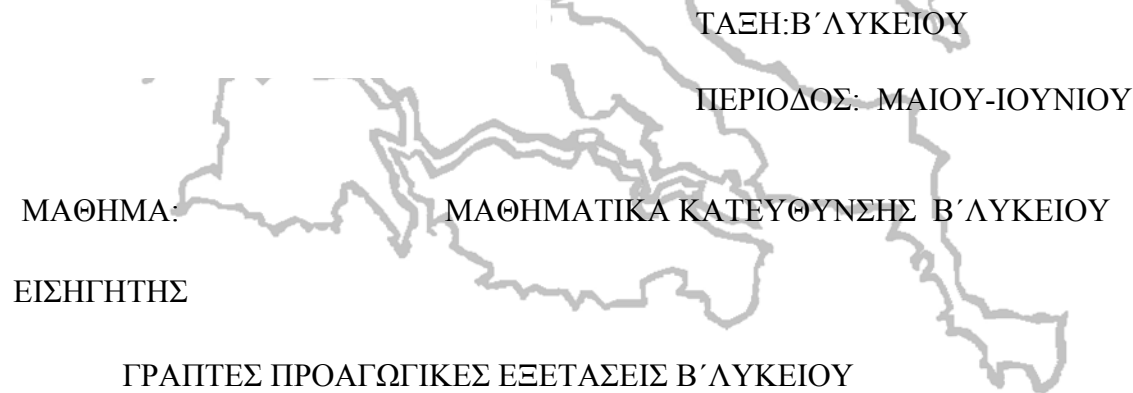 ΤΑΞΗ:Β΄ΛΥΚΕΙΟΥ
ΠΕΡΙΟΔΟΣ: ΜΑΙΟΥ-ΙΟΥΝΙΟΥ
ΜΑΘΗΜΑ: ΜΑΘΗΜΑΤΙΚΑ ΚΑΤΕΥΘΥΝΣΗΣ Β΄ΛΥΚΕΙΟΥ
ΕΙΣΗΓΗΤΗΣ
ΓΡΑΠΤΕΣ ΠΡΟΑΓΩΓΙΚΕΣ ΕΞΕΤΑΣΕΙΣ Β΄ΛΥΚΕΙΟΥ